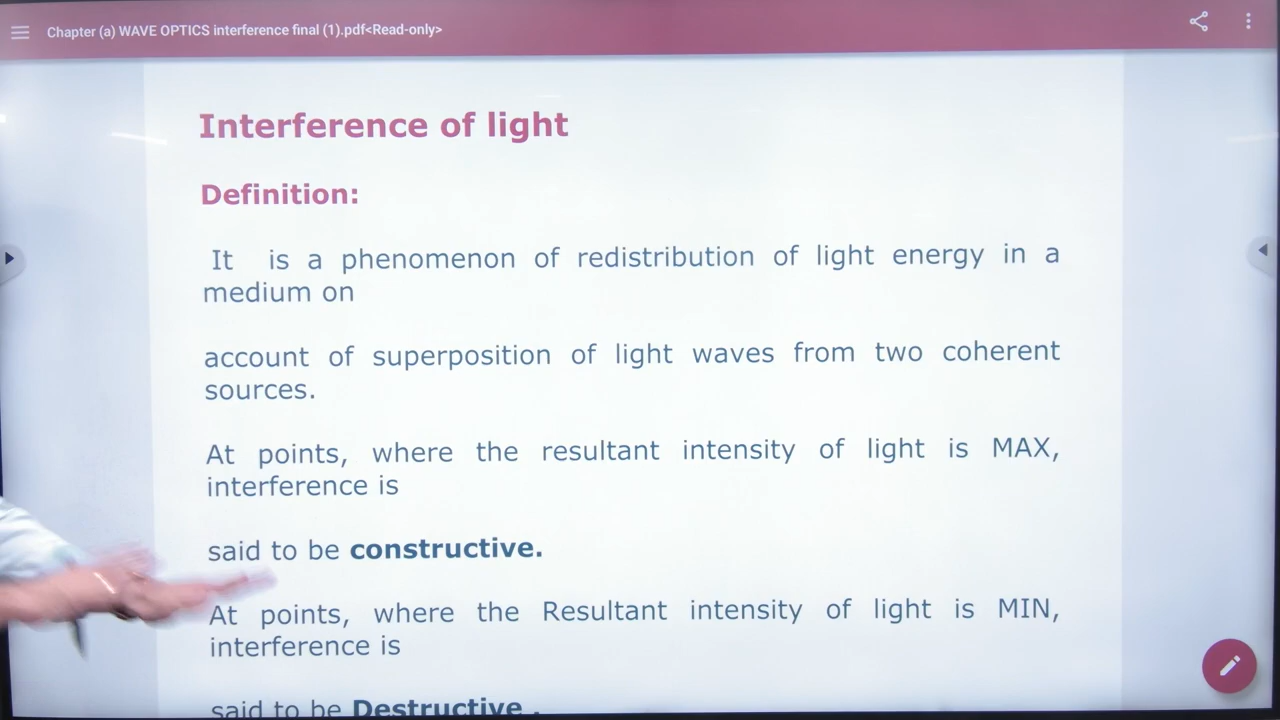 Chapter (a) WAVE OPTICS interference final (1).pdf<Read-only>
Interference of light
Definition:
It is a phenomenon of redistribution of light energy in a
medium on
account of superposition of light waves from two coherent
sources.
At points, where the resultant intensity of light is MAX,
interference is
said to be constructive.
At points, where the Resultant intensity of light is MIN,
interference is
said to be Destructive .